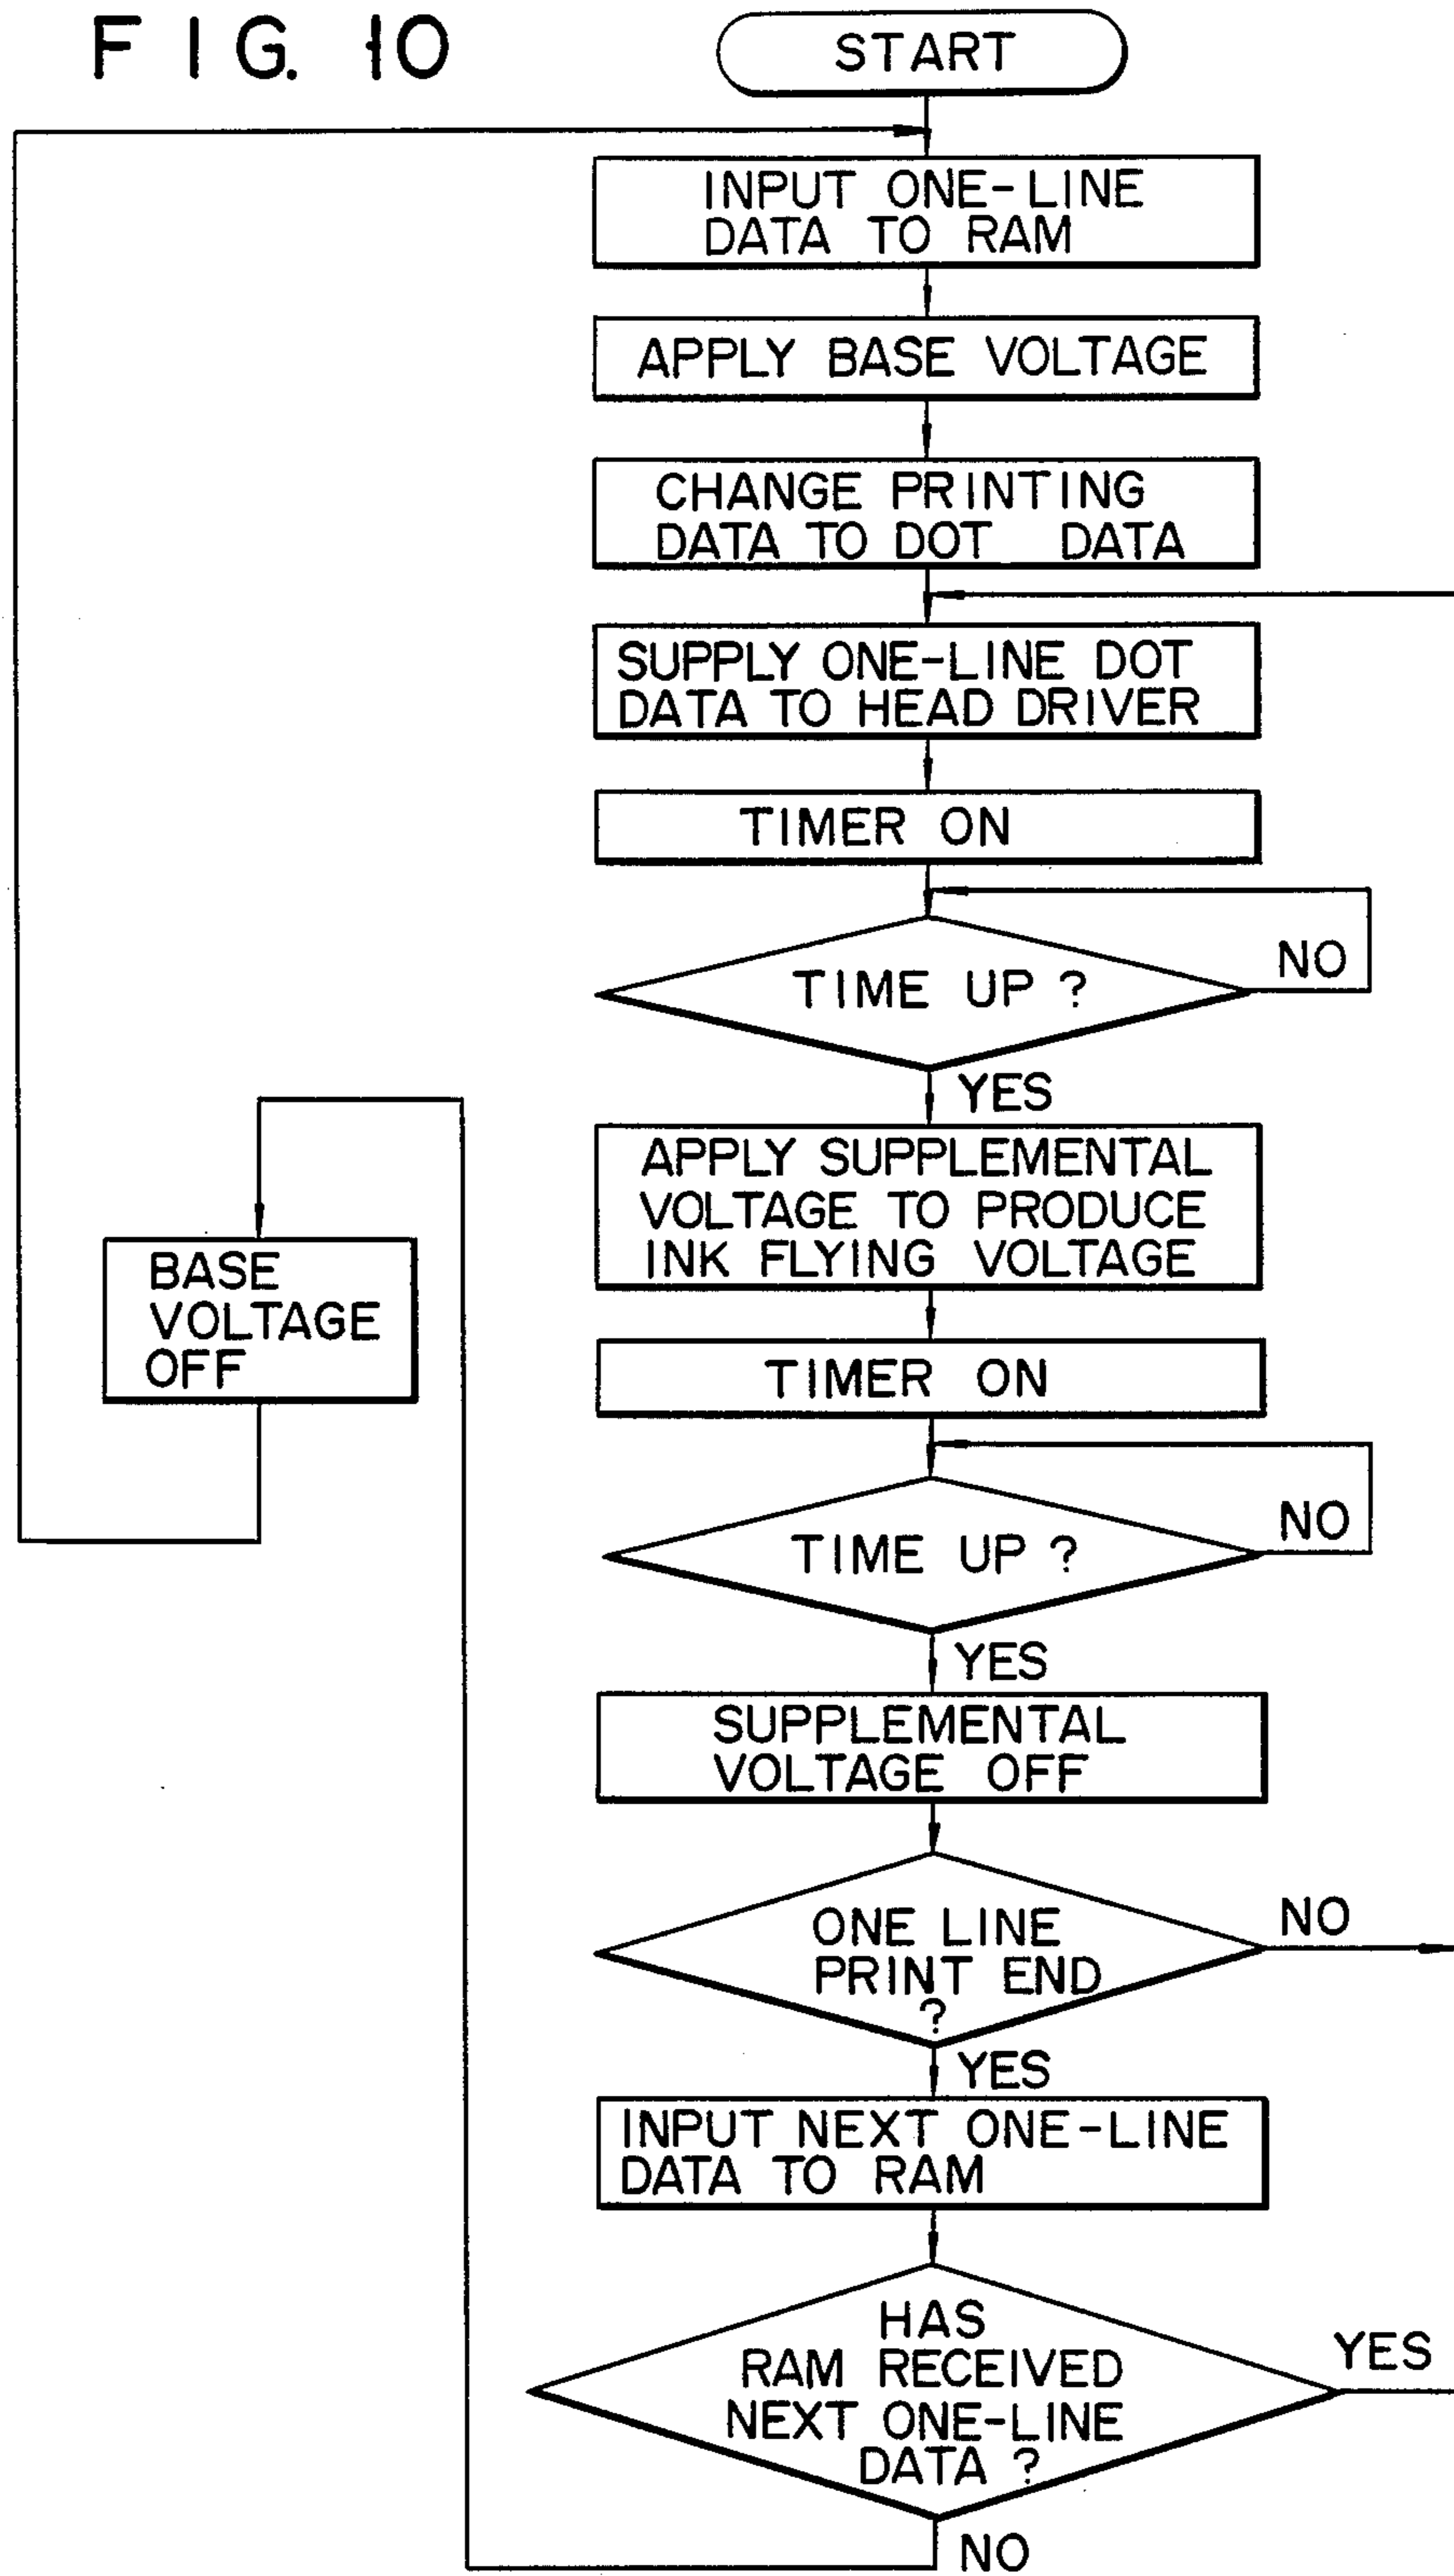 FIG. 10
START
INPUT ONE-LINE
DATA TO RAM
APPLY BASE VOLTAGE
CHANGE PRINTING
DATA TO DOT DATA
SUPPLY ONE-LINE DOT
DATA TO HEAD DRIVER
TIMER ON
TIME UP ?
NO
YES
APPLY SUPPLEMENTAL
VOLTAGE TO PRODUCE
INK FLYING VOLTAGE
BASE
VOLTAGE
OFF
TIMER ON
TIME UP ?
NO
YES
SUPPLEMENTAL
VOLTAGE OFF
ONE LINE
PRINT END
?
NO
YES
INPUT NEXT ONE-LINE
DATA TO RAM
HAS
RAM RECEIVED
NEXT ONE-LINE
DATA ?
YES
NO